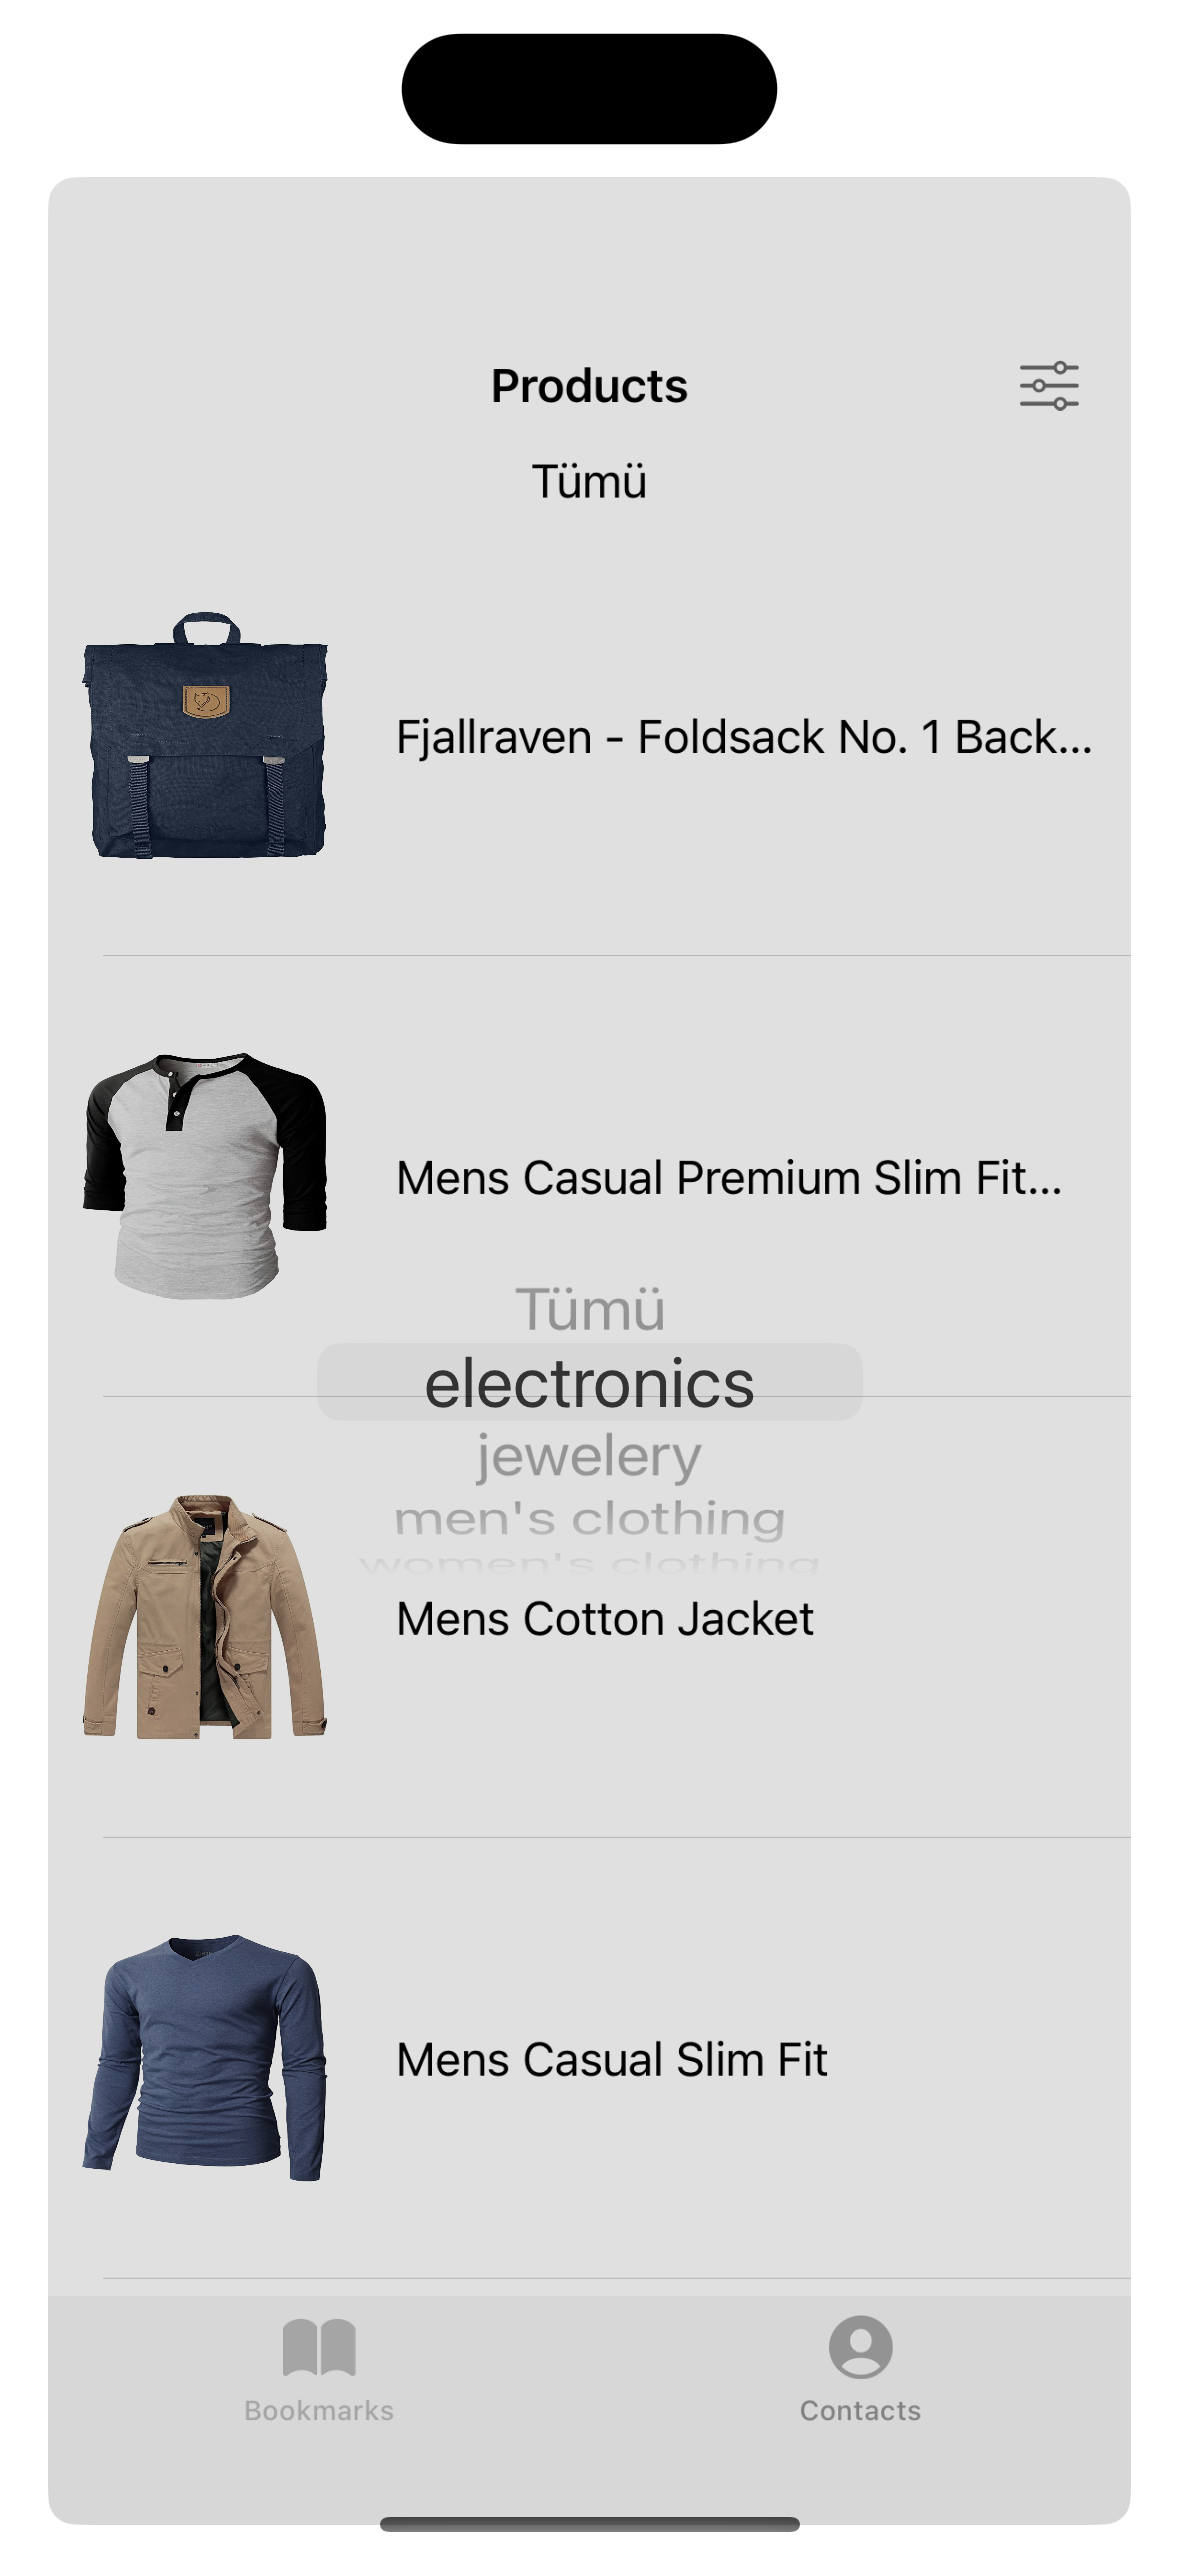 Products
Tümü
Fjallraven - Foldsack No. 1 Back...
Mens Casual Premium Slim Fit...
Tümü
electronics
jewelery
men's clothing
women's clothing
Mens Cotton Jacket
Mens Casual Slim Fit
Bookmarks
Contacts